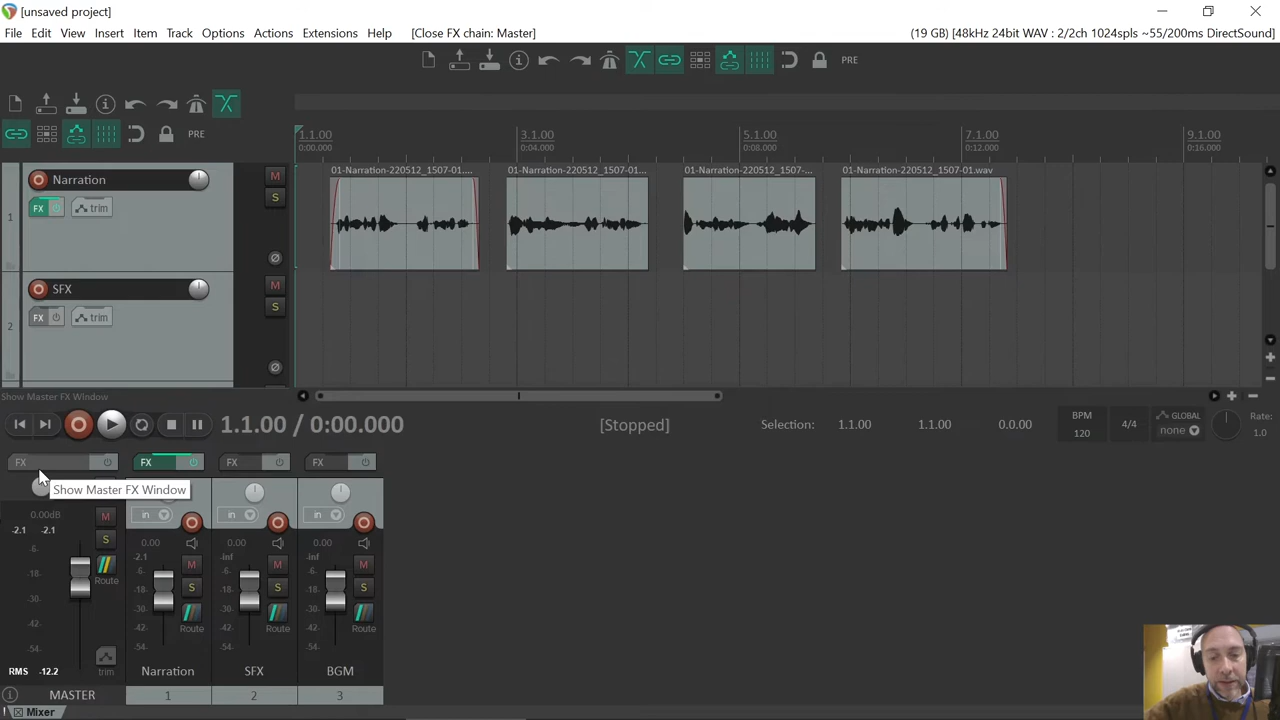 [unsaved project]
File Edit View Insert Item Track Options Actions Extensions Help [Close FX chain: Master] (19 GB) [48kHz 24bit WAV : 2/2ch 1024spls ~55/200ms DirectSound]
PRE
PRE
1.1.00 3.1.00 5.1.00 7.1.00 9.1.00
0:00.000 0:04.000 0:08.000 0:12.000 0:16.000
01-Narration-220512_1507-01.... 01-Narration-220512_1507-01... 01-Narration-220512_1507-... 01-Narration-220512_1507-01.wav
Narration M
FX trim S
1
SFX M
FX trim S
2
Show Master FX Window
1.1.00 / 0:00.000 [Stopped] Selection: 1.1.00 1.1.00 0.0.00 BPM 120 4/4 GLOBAL none Rate: 1.0
FX FX FX FX
Show Master FX Window
in in in
0.00dB M
-2.1 -2.1 S
0.00 0.00 0.00
-2.1 -inf -inf
-6- -6- -6- -6-
M M M
-18- -18- -18- -18-
S S S
Route
-30- -30- -30- -30-
Route Route Route
-42- -42- -42- -42-
-54- -54- -54- -54-
RMS -12.2 trim
Narration SFX BGM
MASTER 1 2 3
Mixer